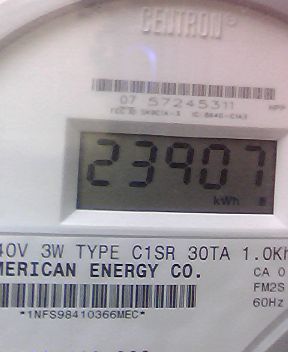 CENTRON®
07 57245311
23907
kWh
40V 3W TYPE C1SR 30TA 1.0Kh
MERICAN ENERGY CO.
CA 0
FM2S
60Hz
*1NFS98410366MEC*